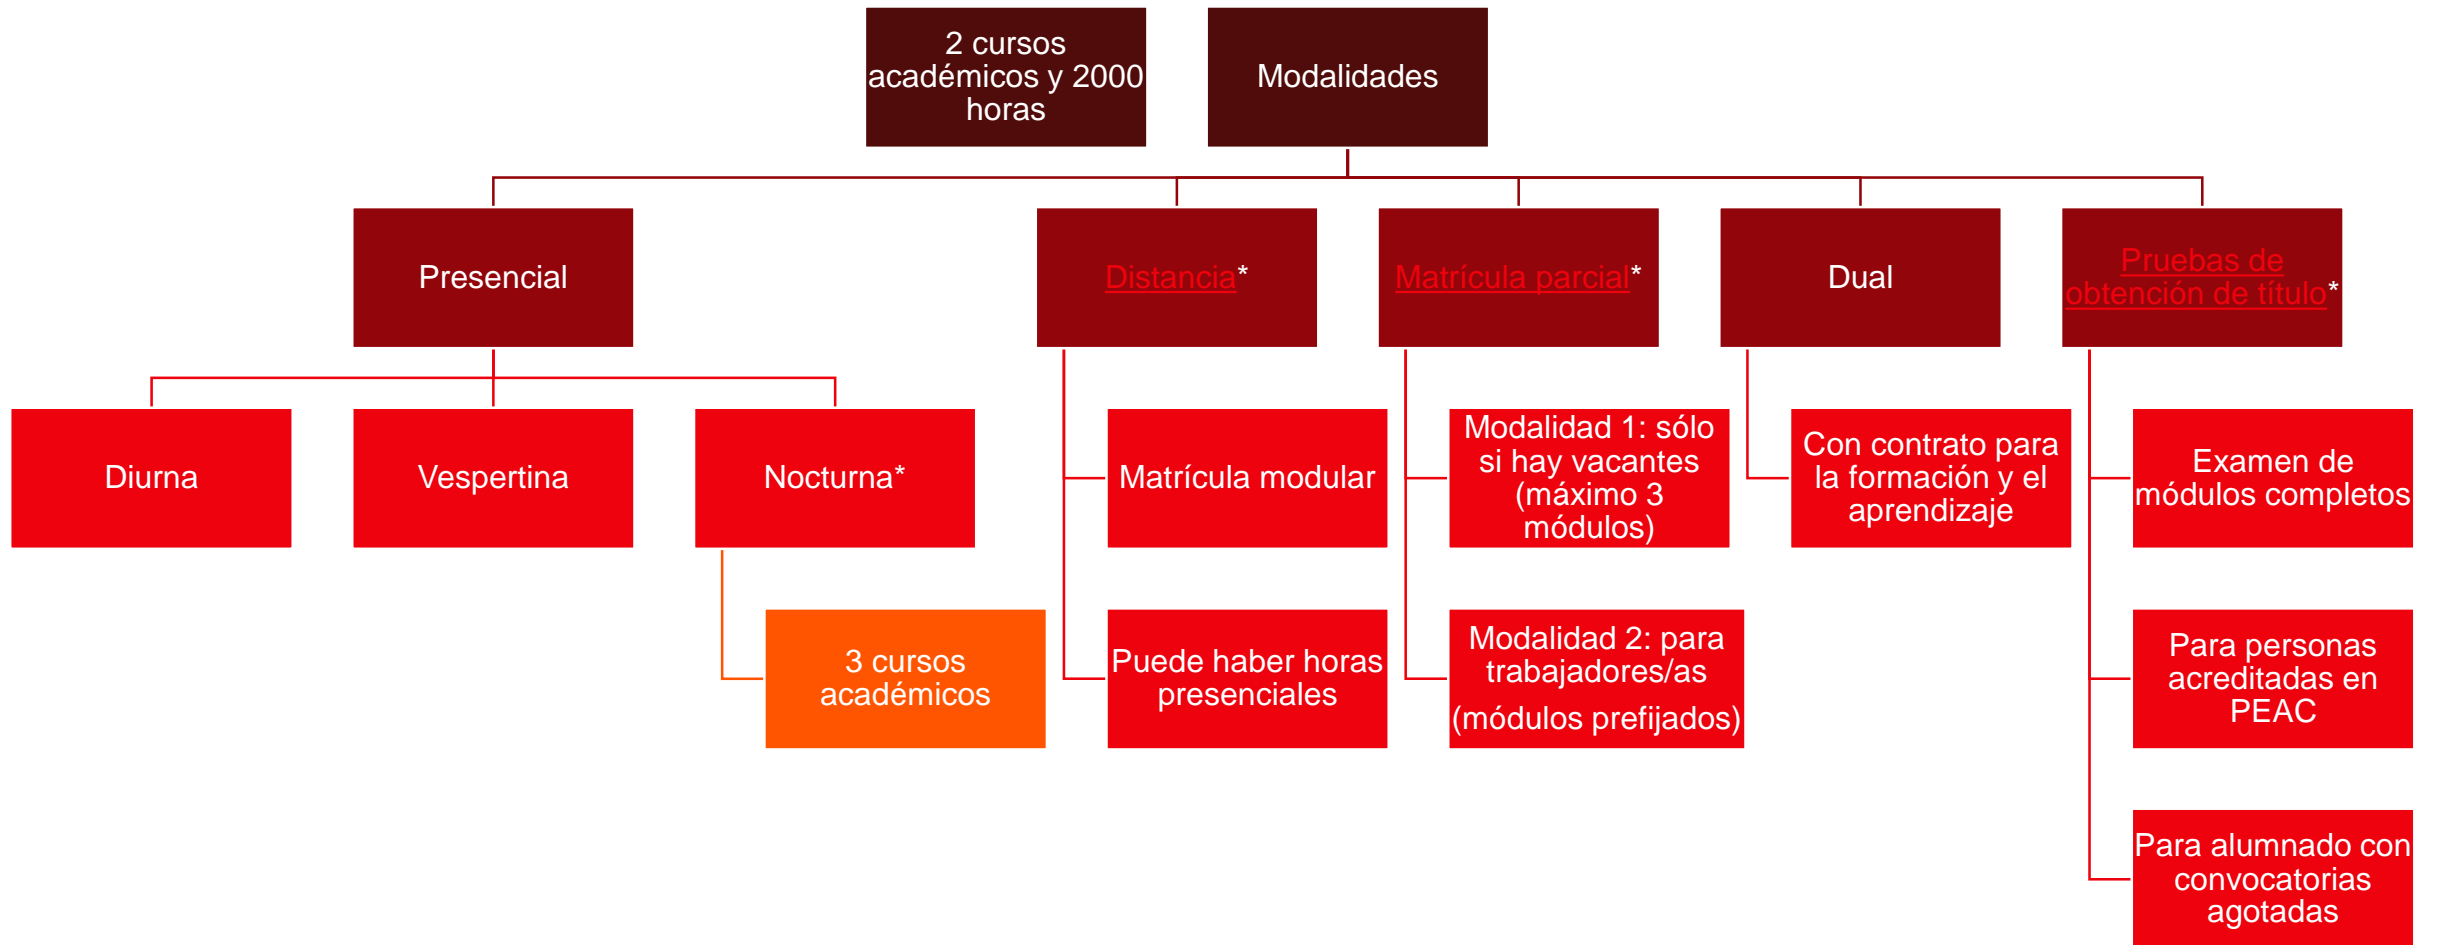 2 cursos
académicos y 2000
horas
Modalidades
Presencial
Distancia*
Matrícula parcial*
Dual
Pruebas de
obtención de título*
Diurna
Vespertina
Nocturna*
Matrícula modular
Modalidad 1: sólo
si hay vacantes
(máximo 3
módulos)
Con contrato para
la formación y el
aprendizaje
Examen de
módulos completos
3 cursos
académicos
Puede haber horas
presenciales
Modalidad 2: para
trabajadores/as
(módulos prefijados)
Para personas
acreditadas en
PEAC
Para alumnado con
convocatorias
agotadas